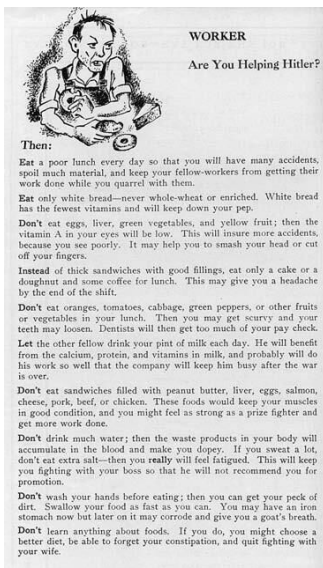 WORKER
Are You Helping Hitler?
Then:
Eat a poor lunch every day so that you will have many accidents,
spoil much material, and keep your fellow-workers from getting their
work done while you quarrel with them.
Eat only white bread—never whole-wheat or enriched. White bread
has the fewest vitamins and will keep down your pep.
Don't eat eggs, liver, green vegetables, and yellow fruit; then the
vitamin A in your eyes will be low. This will insure more accidents,
because you see poorly. It may help you to smash your head or cut
off your fingers.
Instead of thick sandwiches with good fillings, eat only a cake or a
doughnut and some coffee for lunch. This may give you a headache
by the end of the shift.
Don't eat oranges, tomatoes, cabbage, green peppers, or other fruits
or vegetables in your lunch. Then you may get scurvy and your
teeth may loosen. Dentists will then get too much of your pay check.
Let the other fellow drink your pint of milk each day. He will benefit
from the calcium, protein, and vitamins in milk, and probably will do
his work so well that the company will keep him busy after the war
is over.
Don't eat sandwiches filled with peanut butter, liver, eggs, salmon,
cheese, pork, beef, or chicken. These foods would keep your muscles
in good condition, and you might feel as strong as a prize fighter and
get more work done.
Don't drink much water; then the waste products in your body will
accumulate in the blood and make you dopey. If you sweat a lot,
don't eat extra salt—then you really will feel fatigued. This will keep
you fighting with your boss so that he will not recommend you for
promotion.
Don't wash your hands before eating; then you can get your peck of
dirt. Swallow your food as fast as you can. You may have an iron
stomach now but later on it may corrode and give you a goat's breath.
Don't learn anything about foods. If you do, you might choose a
better diet, be able to forget your constipation, and quit fighting with
your wife.